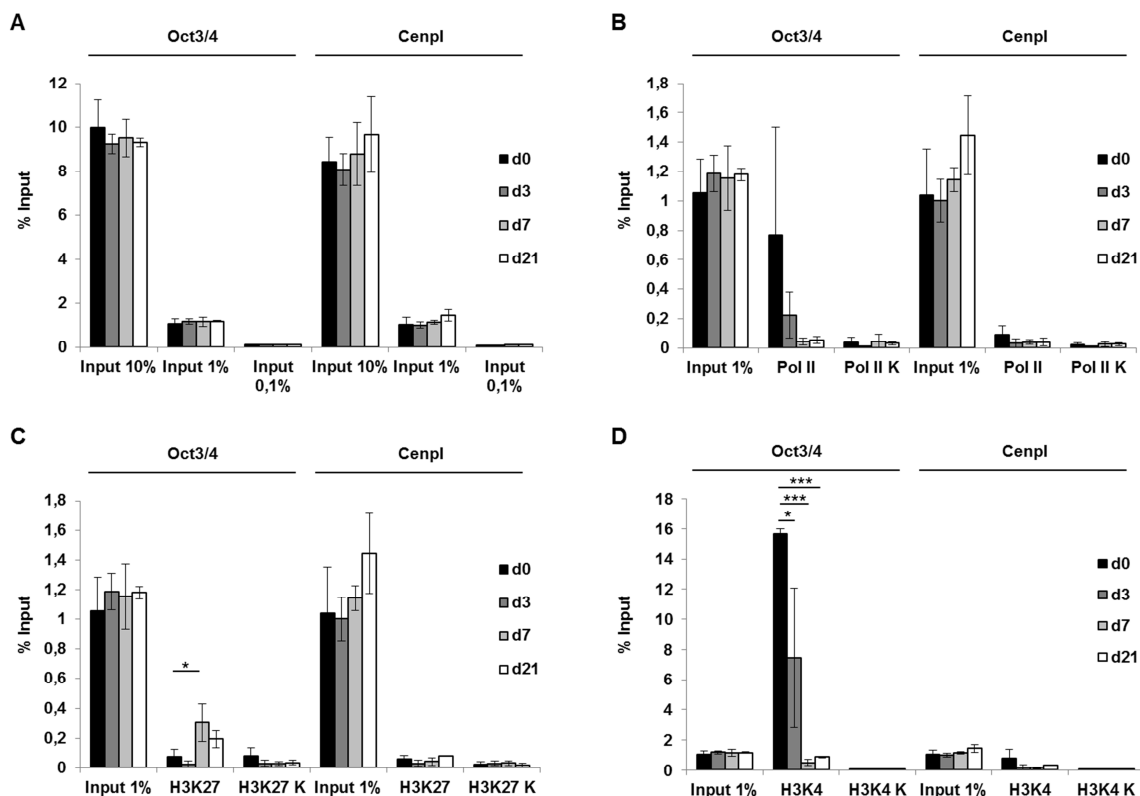 A
Oct3/4 CenpI
% Input
12
10
8
6
4
2
0
Input 10% Input 1% Input 0,1% Input 10% Input 1% Input 0,1%
d0
d3
d7
d21
B
Oct3/4 CenpI
% Input
1,8
1,6
1,4
1,2
1
0,8
0,6
0,4
0,2
0
Input 1% Pol II Pol II K Input 1% Pol II Pol II K
d0
d3
d7
d21
C
Oct3/4 CenpI
% Input
1,8
1,6
1,4
1,2
1
0,8
0,6
0,4
0,2
0
*
Input 1% H3K27 H3K27 K Input 1% H3K27 H3K27 K
d0
d3
d7
d21
D
Oct3/4 CenpI
% Input
18
16
14
12
10
8
6
4
2
0
***
***
*
Input 1% H3K4 H3K4 K Input 1% H3K4 H3K4 K
d0
d3
d7
d21